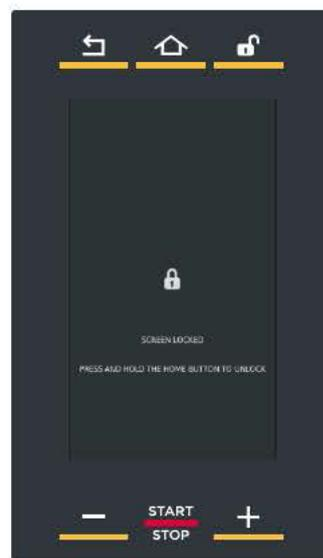 SCREEN LOCKED
PRESS AND HOLD THE HOME BUTTON TO UNLOCK
START
STOP